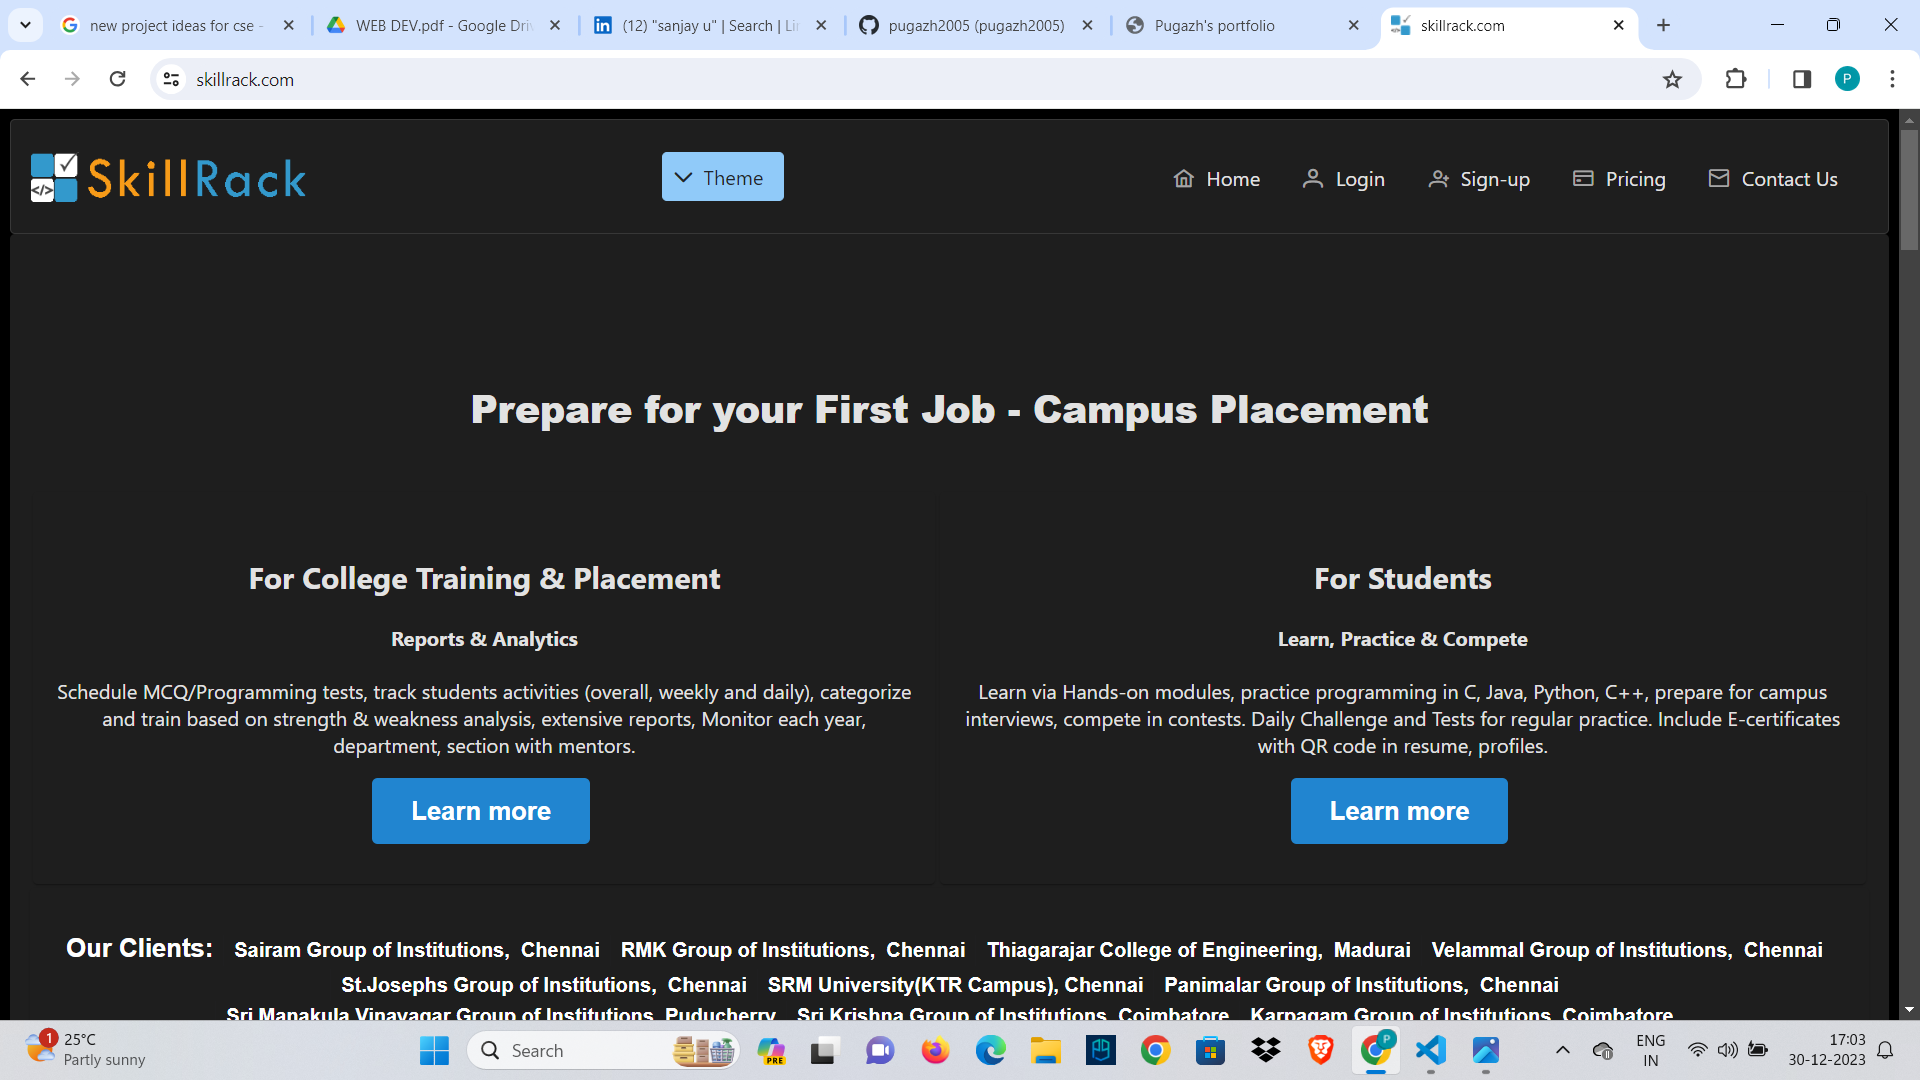 new project ideas for cse -
WEB DEV.pdf - Google Driv
(12) "sanjay u" | Search | Lin
pugazh2005 (pugazh2005)
Pugazh's portfolio
skillrack.com
skillrack.com
P
SkillRack
Theme
Home
Login
Sign-up
Pricing
Contact Us
Prepare for your First Job - Campus Placement
For College Training & Placement
Reports & Analytics
Schedule MCQ/Programming tests, track students activities (overall, weekly and daily), categorize
and train based on strength & weakness analysis, extensive reports, Monitor each year,
department, section with mentors.
Learn more
For Students
Learn, Practice & Compete
Learn via Hands-on modules, practice programming in C, Java, Python, C++, prepare for campus
interviews, compete in contests. Daily Challenge and Tests for regular practice. Include E-certificates
with QR code in resume, profiles.
Learn more
Our Clients: Sairam Group of Institutions, Chennai RMK Group of Institutions, Chennai Thiagarajar College of Engineering, Madurai Velammal Group of Institutions, Chennai
St.Josephs Group of Institutions, Chennai SRM University(KTR Campus), Chennai Panimalar Group of Institutions, Chennai
Sri Manakula Vinayagar Group of Institutions, Puducherry Sri Krishna Group of Institutions, Coimbatore Karpagam Group of Institutions, Coimbatore
1
25°C
Partly sunny
Search
PRE
P
ENG
IN
17:03
30-12-2023